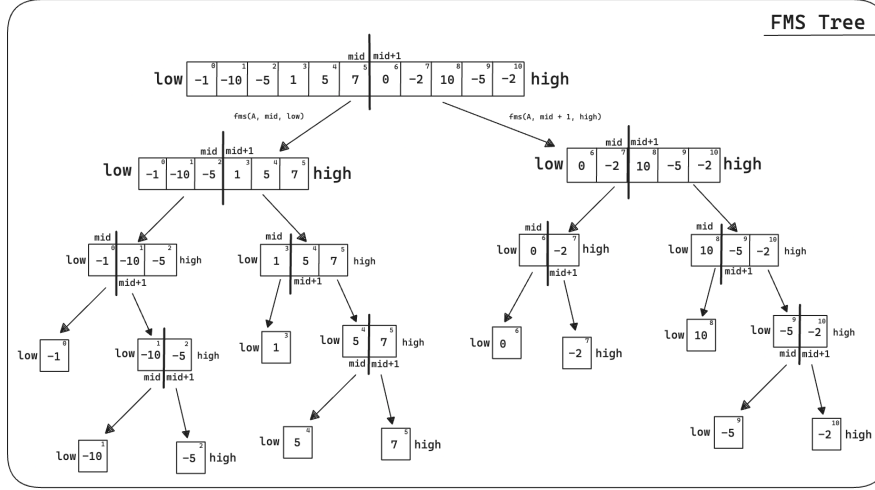 FMS Tree
mid mid+1
0 1 2 3 4 5 6 7 8 9 10
low -1 -10 -5 1 5 7 0 -2 10 -5 -2 high
fms(A, mid, low) fms(A, mid + 1, high)
mid mid+1
0 1 2 3 4 5
low -1 -10 -5 1 5 7 high
mid mid+1
6 7 8 9 10
low 0 -2 10 -5 -2 high
mid
0 1 2
low -1 -10 -5 high
mid+1
mid
3 4 5
low 1 5 7 high
mid+1
mid
6 7
low 0 -2 high
mid+1
mid
8 9 10
low 10 -5 -2 high
mid+1
0
low -1
1 2
low -10 -5 high
mid mid+1
3
low 1
4 5
low 5 7 high
mid mid+1
6
low 0
7
-2 high
8
low 10
9 10
low -5 -2 high
mid mid+1
1
low -10
2
-5 high
4
low 5
5
7 high
9
low -5
10
-2 high